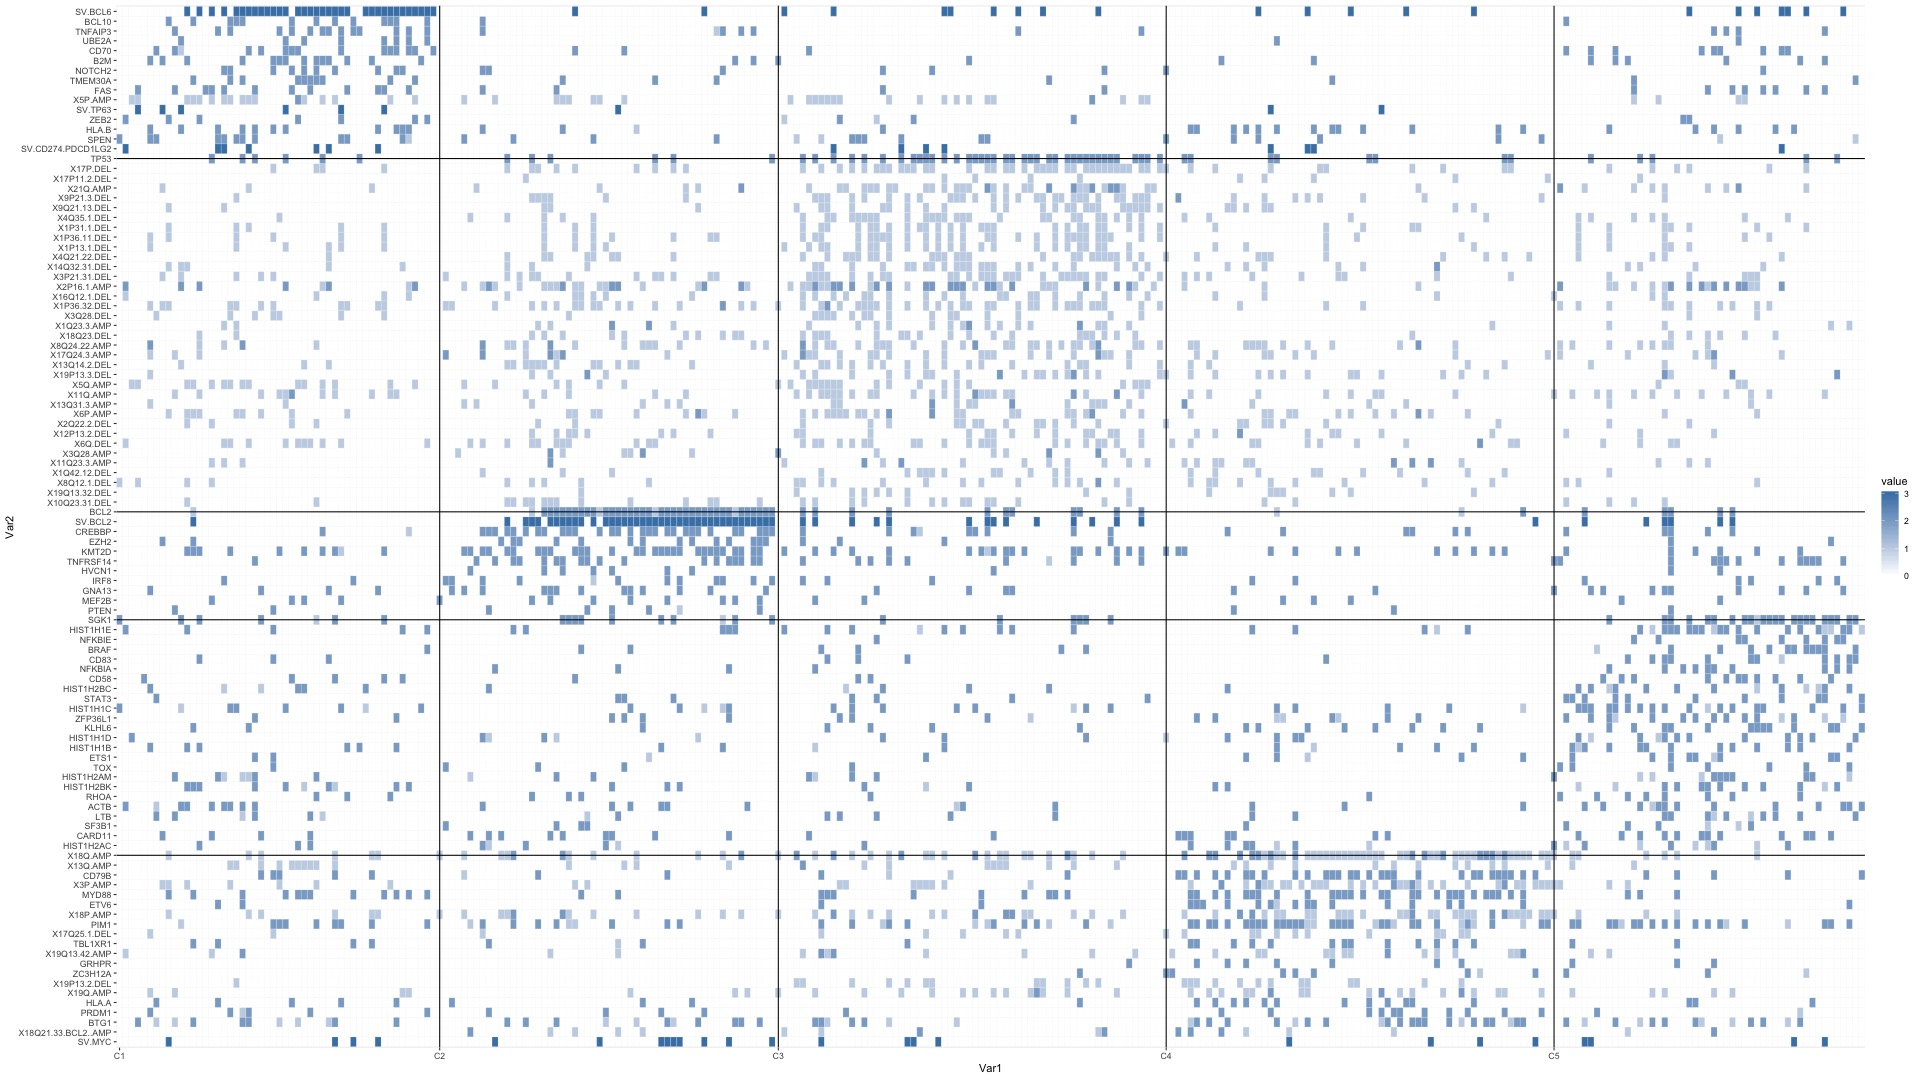 SV.BCL6
BCL10
TNFAIP3
UBE2A
CD70
B2M
NOTCH2
TMEM30A
FAS
X5P.AMP
SV.TP63
ZEB2
HLA.B
SPEN
SV.CD274.PDCD1LG2
TP53
X17P.DEL
X17P11.2.DEL
X21Q.AMP
X9P21.3.DEL
X9Q21.13.DEL
X4Q35.1.DEL
X1P31.1.DEL
X1P36.11.DEL
X1P13.1.DEL
X4Q21.22.DEL
X14Q32.31.DEL
X3P21.31.DEL
X2P16.1.AMP
X16Q12.1.DEL
X1P36.32.DEL
X3Q28.DEL
X1Q23.3.AMP
X18Q23.DEL
X8Q24.22.AMP
X17Q24.3.AMP
X13Q14.2.DEL
X19P13.3.DEL
X5Q.AMP
X11Q.AMP
X13Q31.3.AMP
X6P.AMP
X2Q22.2.DEL
X12P13.2.DEL
X6Q.DEL
X3Q28.AMP
X11Q23.3.AMP
X1Q42.12.DEL
X8Q12.1.DEL
X19Q13.32.DEL
X10Q23.31.DEL
BCL2
SV.BCL2
CREBBP
EZH2
KMT2D
TNFRSF14
HVCN1
IRF8
GNA13
MEF2B
PTEN
SGK1
HIST1H1E
NFKBIE
BRAF
CD83
NFKBIA
CD58
HIST1H2BC
STAT3
HIST1H1C
ZFP36L1
KLHL6
HIST1H1D
HIST1H1B
ETS1
TOX
HIST1H2AM
HIST1H2BK
RHOA
ACTB
LTB
SF3B1
CARD11
HIST1H2AC
X18Q.AMP
X13Q.AMP
CD79B
X3P.AMP
MYD88
ETV6
X18P.AMP
PIM1
X17Q25.1.DEL
TBL1XR1
X19Q13.42.AMP
GRHPR
ZC3H12A
X19P13.2.DEL
X19Q.AMP
HLA.A
PRDM1
BTG1
X18Q21.33.BCL2..AMP
SV.MYC
C1 C2 C3 C4 C5
Var1
Var2
value
3
2
1
0